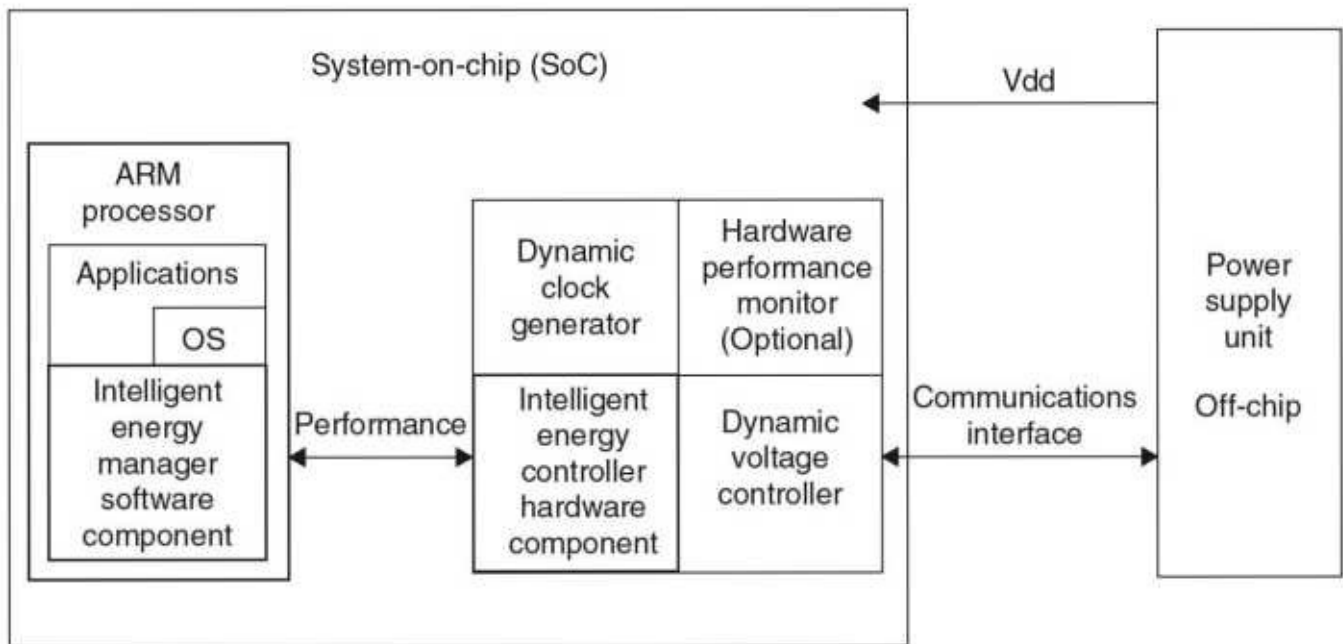 System-on-chip (SoC)
Vdd
ARM
processor
Applications
OS
Intelligent
energy
manager
software
component
Performance
Dynamic
clock
generator
Hardware
performance
monitor
(Optional)
Intelligent
energy
controller
hardware
component
Dynamic
voltage
controller
Communications
interface
Power
supply
unit
Off-chip